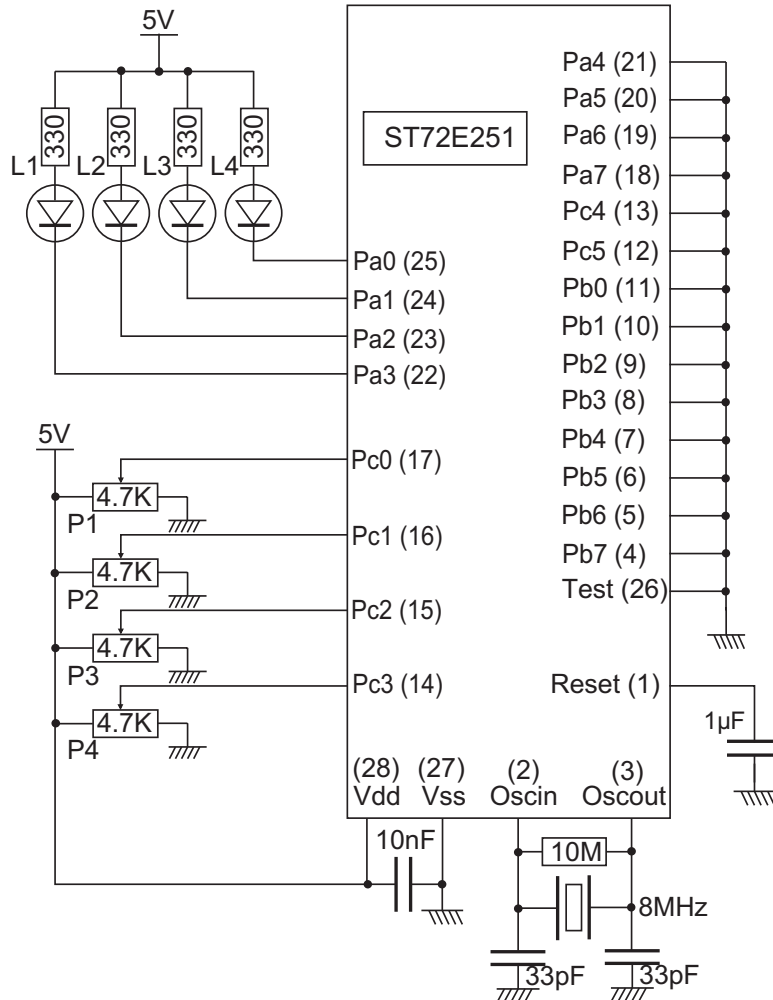 5V
330
330
330
330
L1
L2
L3
L4
ST72E251
Pa0 (25)
Pa1 (24)
Pa2 (23)
Pa3 (22)
5V
Pc0 (17)
4.7K
P1
Pc1 (16)
4.7K
P2
Pc2 (15)
4.7K
P3
Pc3 (14)
4.7K
P4
Pa4 (21)
Pa5 (20)
Pa6 (19)
Pa7 (18)
Pc4 (13)
Pc5 (12)
Pb0 (11)
Pb1 (10)
Pb2 (9)
Pb3 (8)
Pb4 (7)
Pb5 (6)
Pb6 (5)
Pb7 (4)
Test (26)
Reset (1)
1µF
(28)
Vdd
(27)
Vss
(2)
Oscin
(3)
Oscout
10nF
10M
8MHz
33pF
33pF